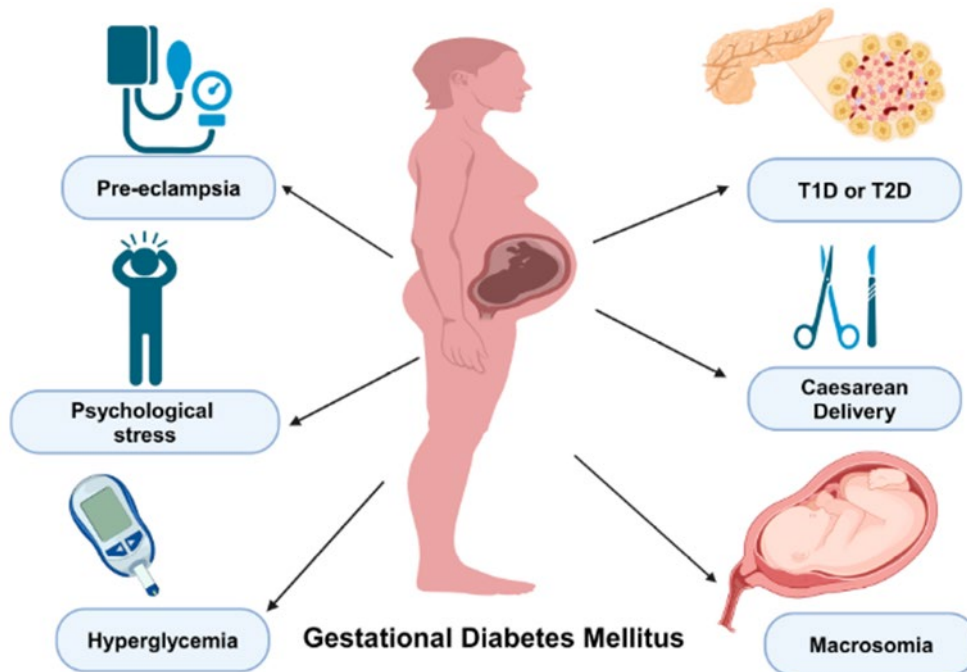 Pre-eclampsia
T1D or T2D
Psychological
stress
Caesarean
Delivery
Hyperglycemia
Gestational Diabetes Mellitus
Macrosomia